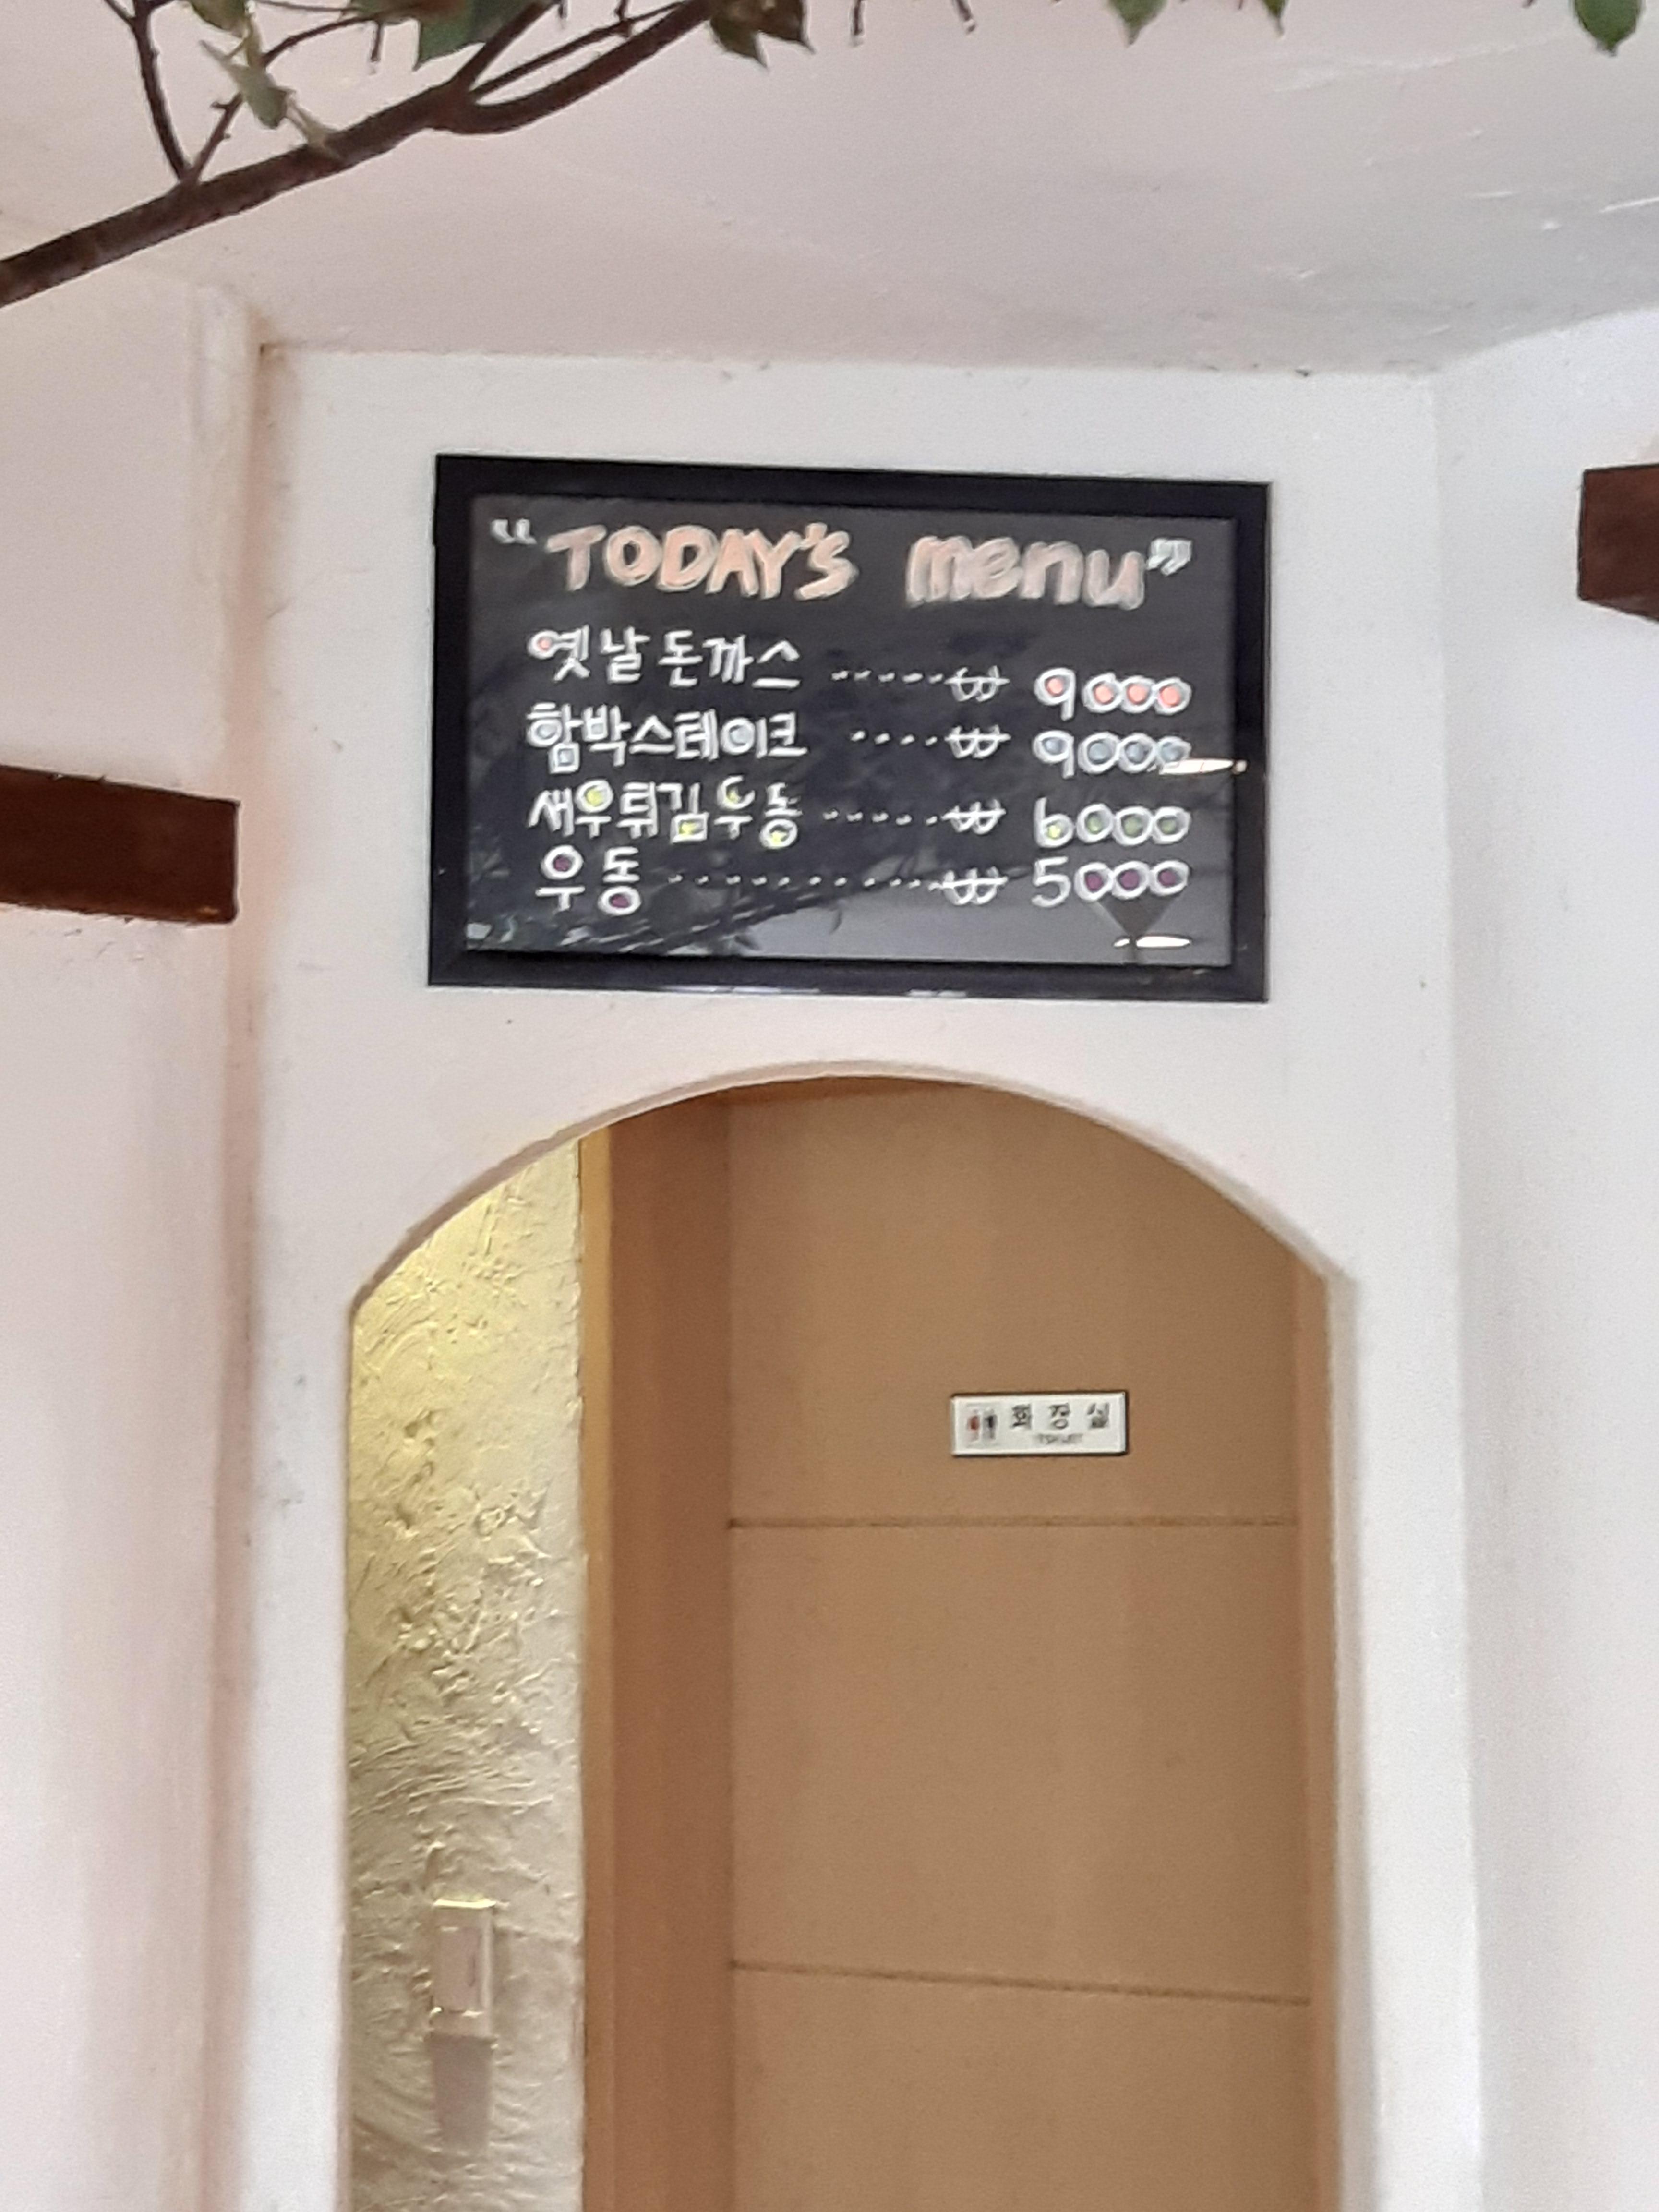 “TODAY'S menu”
옛날돈까스 ------₩ 9000
함박스테이크 ----₩ 9000
새우튀김우동 ------₩ 6000
우동 -----------₩ 5000
화장실
TOILET